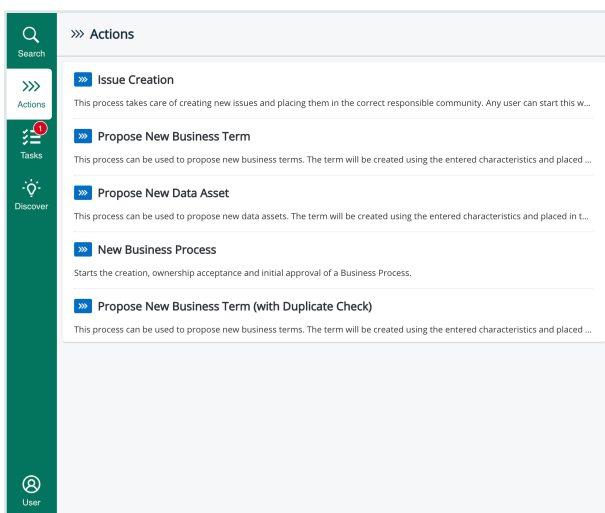 Search
Actions
1
Tasks
Discover
User
Actions
Issue Creation
This process takes care of creating new issues and placing them in the correct responsible community. Any user can start this w...
Propose New Business Term
This process can be used to propose new business terms. The term will be created using the entered characteristics and placed ...
Propose New Data Asset
This process can be used to propose new data assets. The term will be created using the entered characteristics and placed in t...
New Business Process
Starts the creation, ownership acceptance and initial approval of a Business Process.
Propose New Business Term (with Duplicate Check)
This process can be used to propose new business terms. The term will be created using the entered characteristics and placed ...